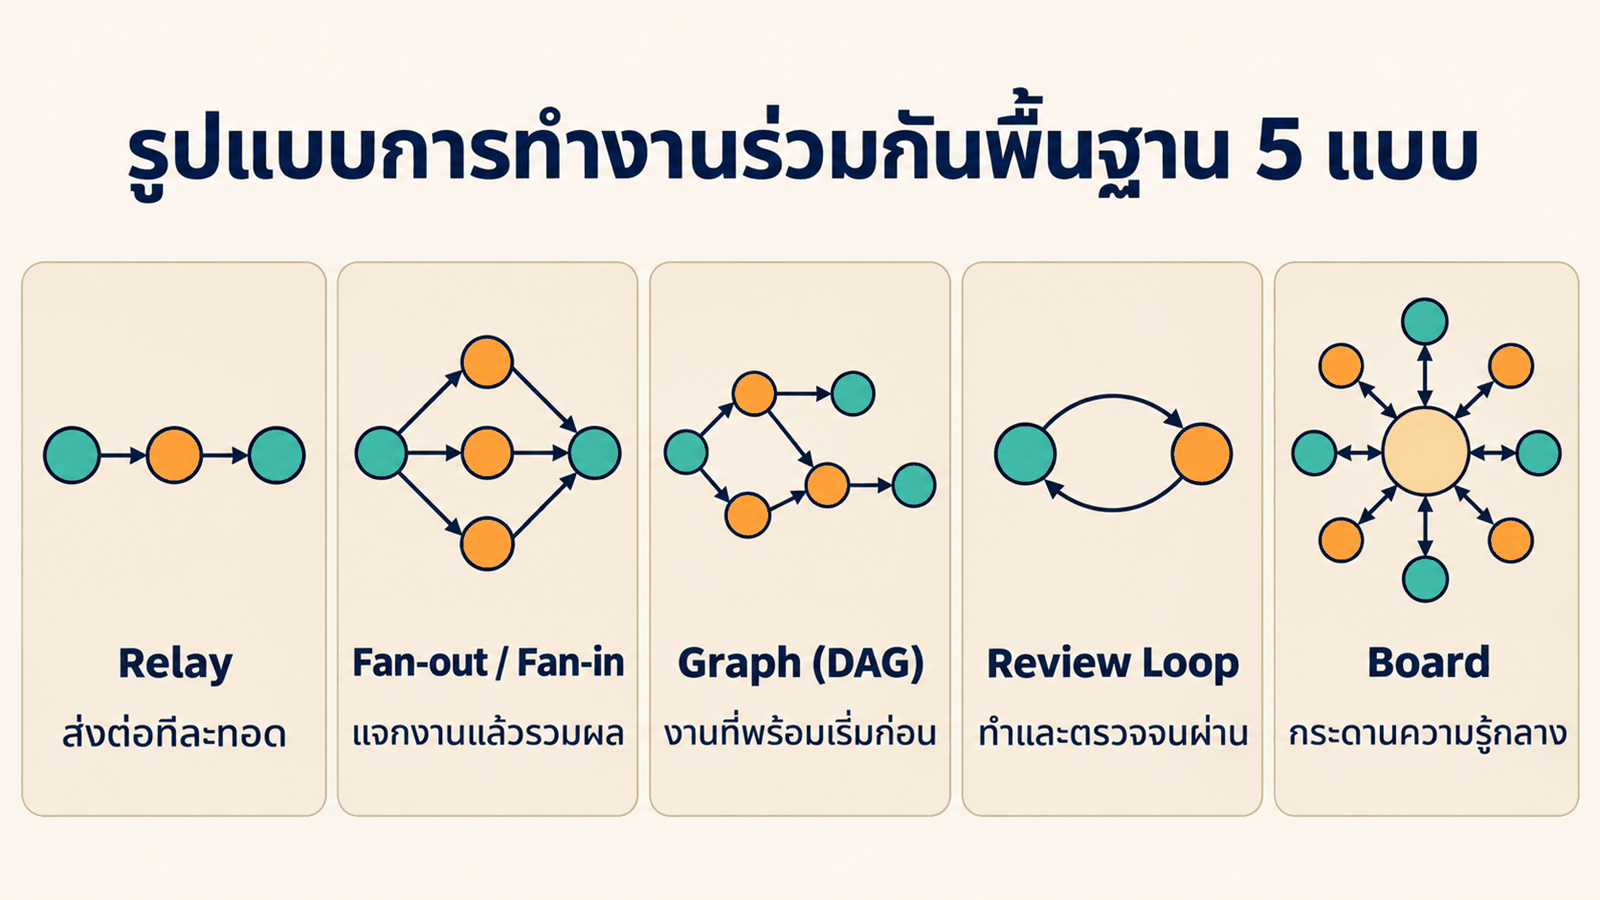 รูปแบบการทำงานร่วมกันพื้นฐาน 5 แบบ
Relay
ส่งต่อทีละทอด
Fan-out / Fan-in
แจกงานแล้วรวมผล
Graph (DAG)
งานที่พร้อมเริ่มก่อน
Review Loop
ทำและตรวจจนผ่าน
Board
กระดานความรู้กลาง